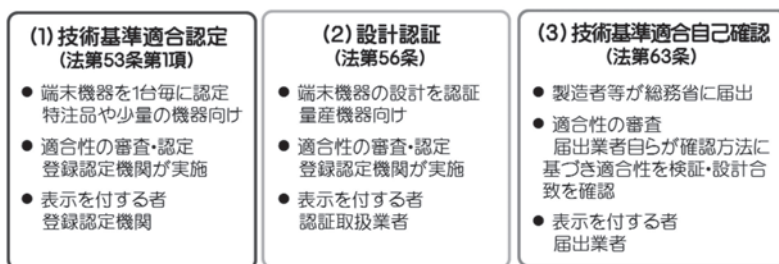 (1)技術基準適合認定
(法第53条第1項)
● 端末機器を1台毎に認定
特注品や少量の機器向け
● 適合性の審査・認定
登録認定機関が実施
● 表示を付する者
登録認定機関
(2)設計認証
(法第56条)
● 端末機器の設計を認証
量産機器向け
● 適合性の審査・認定
登録認定機関が実施
● 表示を付する者
認証取扱業者
(3)技術基準適合自己確認
(法第63条)
● 製造者等が総務省に届出
● 適合性の審査
届出業者自らが確認方法に
基づき適合性を検証・設計合
致を確認
● 表示を付する者
届出業者